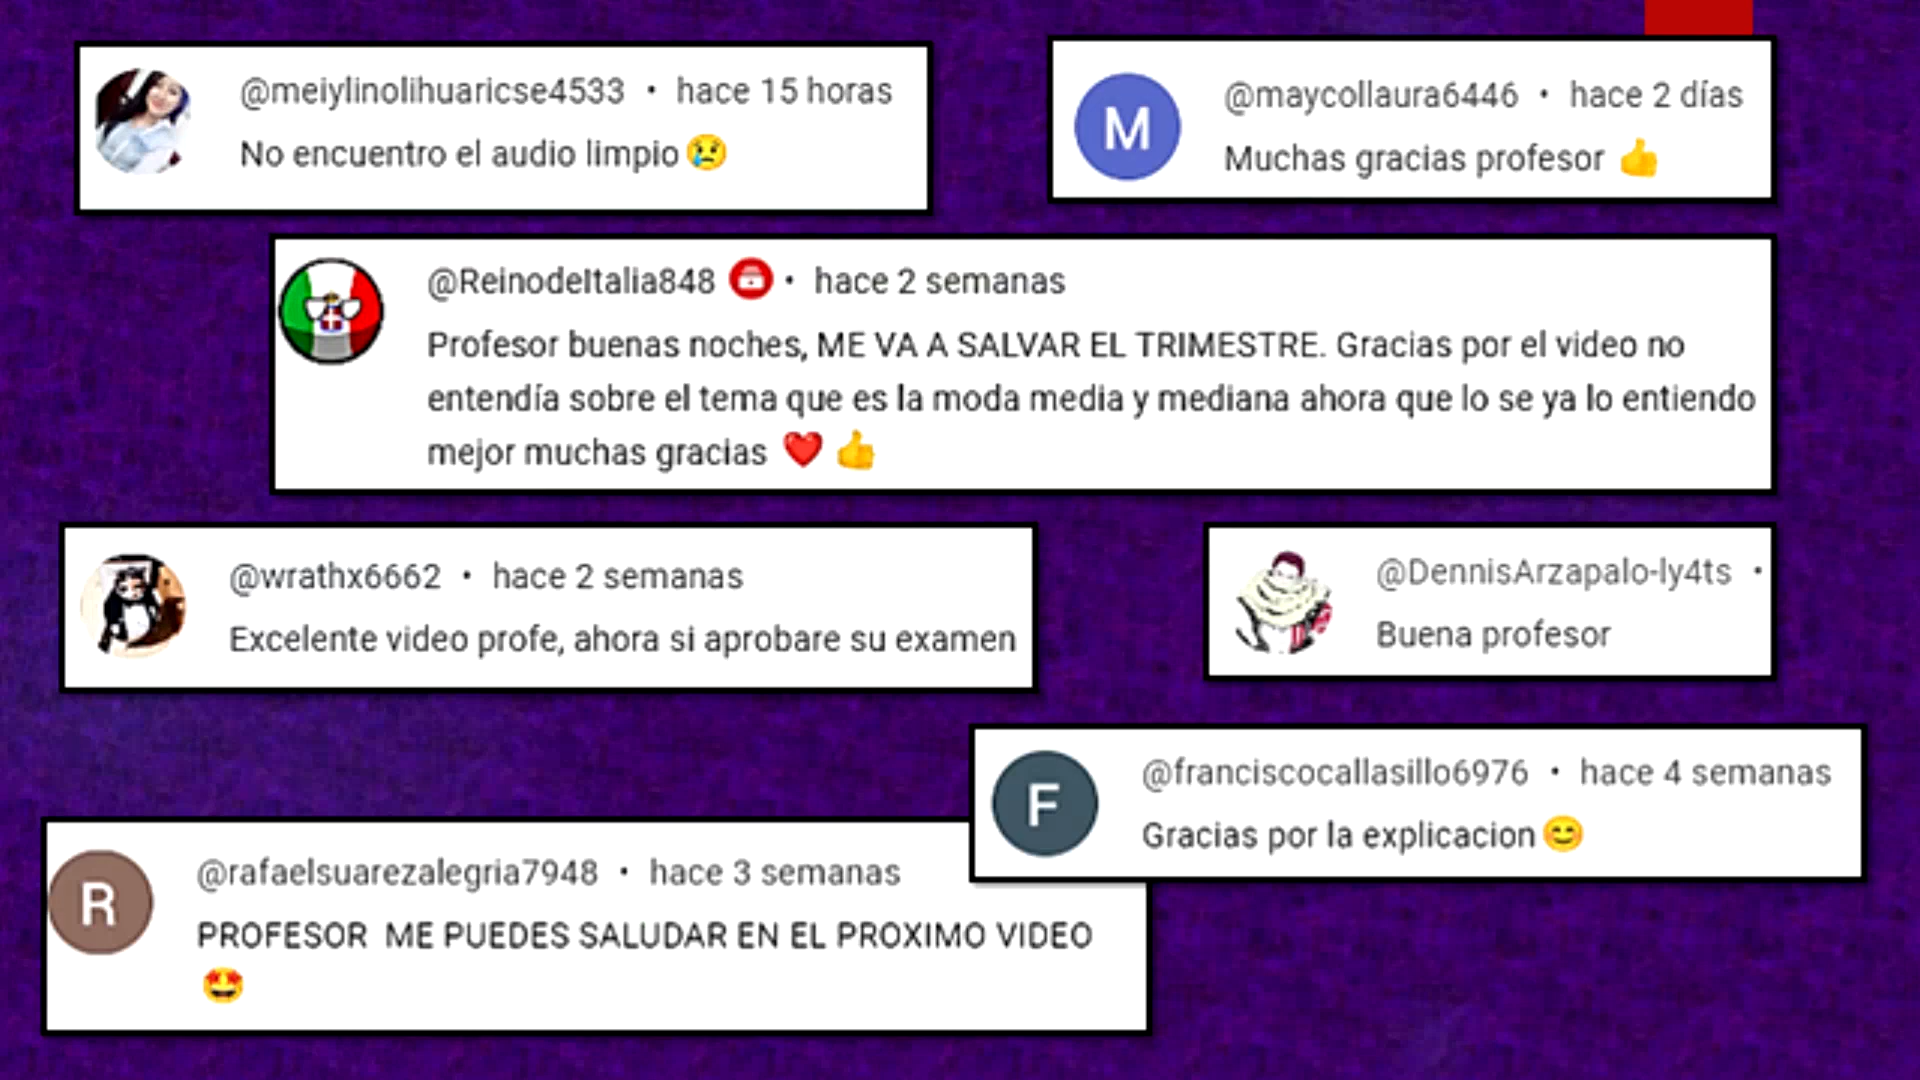 @meiylinolihuaricse4533 • hace 15 horas
No encuentro el audio limpio 😢
M
@maycollaura6446 • hace 2 días
Muchas gracias profesor 👍
@ReinodeItalia848 • hace 2 semanas
Profesor buenas noches, ME VA A SALVAR EL TRIMESTRE. Gracias por el video no
entendía sobre el tema que es la moda media y mediana ahora que lo se ya lo entiendo
mejor muchas gracias ❤️ 👍
@wrathx6662 • hace 2 semanas
Excelente video profe, ahora si aprobare su examen
@DennisArzapalo-ly4ts •
Buena profesor
F
@franciscocallasillo6976 • hace 4 semanas
Gracias por la explicacion 😊
R
@rafaelsuarezalegria7948 • hace 3 semanas
PROFESOR ME PUEDES SALUDAR EN EL PROXIMO VIDEO
🤩